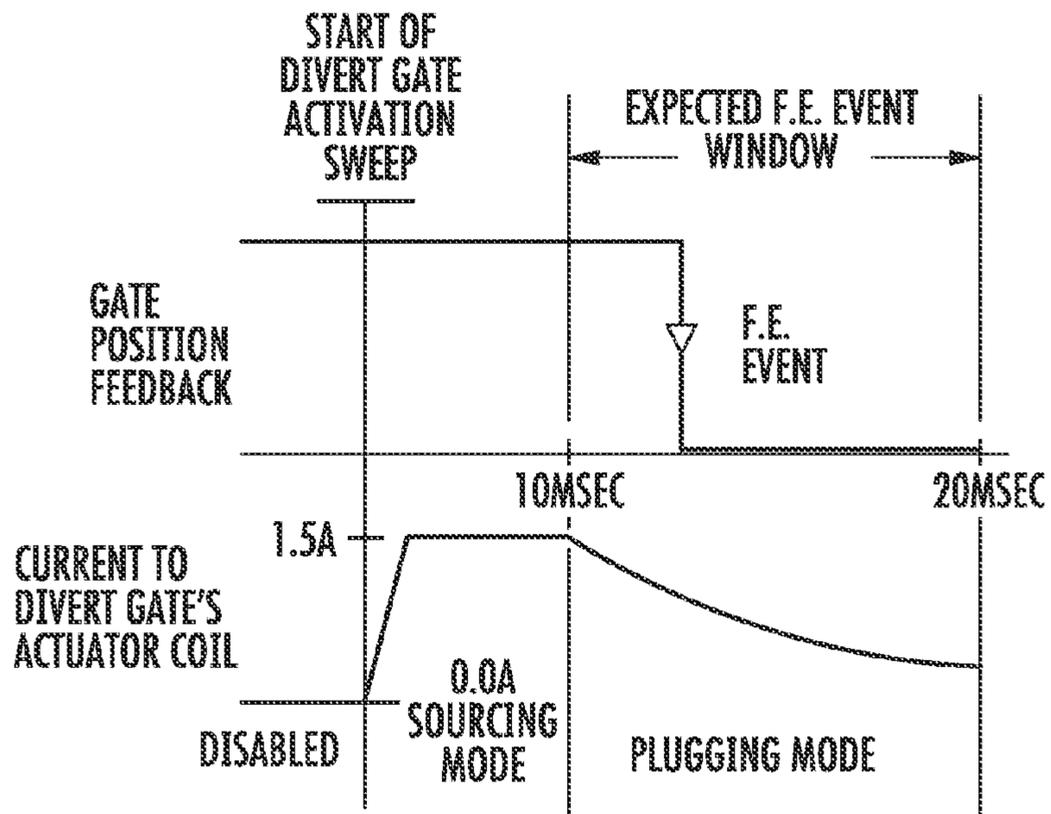 START OF
DIVERT GATE
ACTIVATION
SWEEP
EXPECTED F.E. EVENT
WINDOW
GATE
POSITION
FEEDBACK
F.E.
EVENT
10MSEC
20MSEC
1.5A
CURRENT TO
DIVERT GATE'S
ACTUATOR COIL
0.0A
SOURCING
MODE
DISABLED
PLUGGING MODE